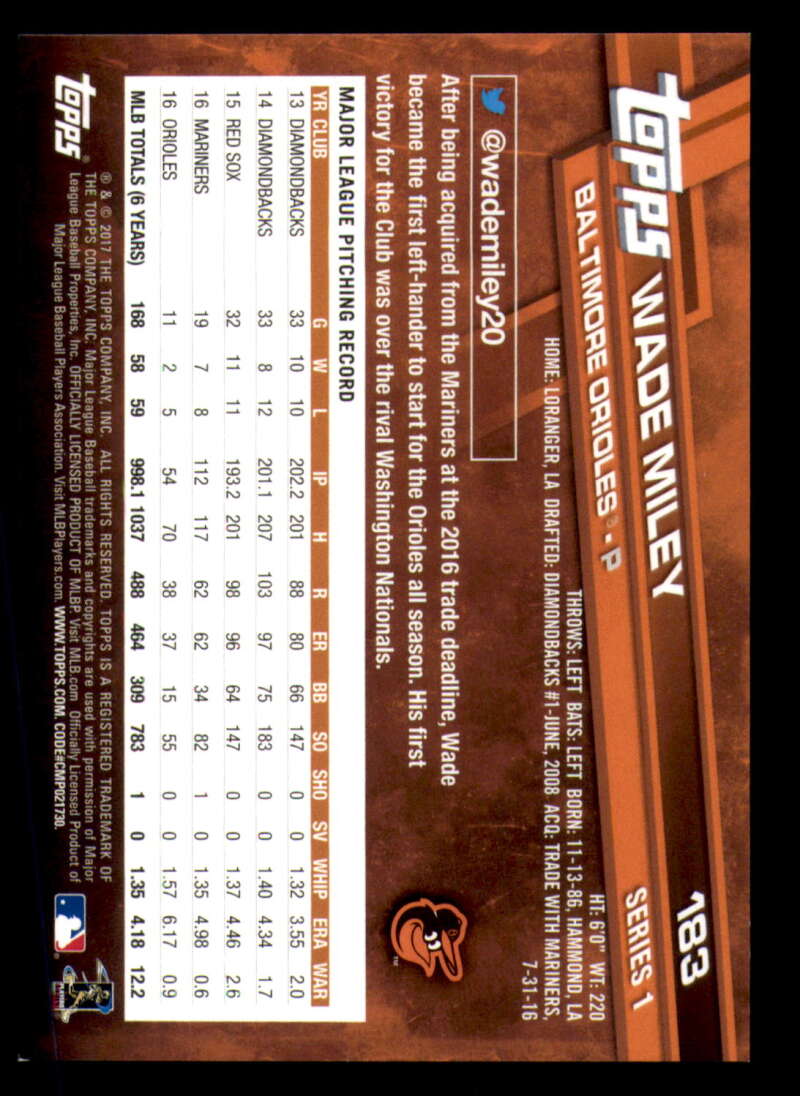 topps WADE MILEY 183
BALTIMORE ORIOLES® • P SERIES 1
HT: 6'0" WT: 220
THROWS: LEFT BATS: LEFT BORN: 11-13-86, HAMMOND, LA
HOME: LORANGER, LA DRAFTED: DIAMONDBACKS #1-JUNE, 2008 ACQ: TRADE WITH MARINERS,
7-31-16
@wademiley20
After being acquired from the Mariners at the 2016 trade deadline, Wade
became the first left-hander to start for the Orioles all season. His first
victory for the Club was over the rival Washington Nationals.
TM
MAJOR LEAGUE PITCHING RECORD
YR CLUB G W L IP H R ER BB SO SHO SV WHIP ERA WAR
13 DIAMONDBACKS 33 10 10 202.2 201 88 80 66 147 0 0 1.32 3.55 2.0
14 DIAMONDBACKS 33 8 12 201.1 207 103 97 75 183 0 0 1.40 4.34 1.7
15 RED SOX 32 11 11 193.2 201 98 96 64 147 0 0 1.37 4.46 2.6
16 MARINERS 19 7 8 112 117 62 62 34 82 1 0 1.35 4.98 0.6
16 ORIOLES 11 2 5 54 70 38 37 15 55 0 0 1.57 6.17 0.9
MLB TOTALS (6 YEARS) 168 58 59 998.1 1037 488 464 309 783 1 0 1.35 4.18 12.2
topps®
® & © 2017 THE TOPPS COMPANY, INC. ALL RIGHTS RESERVED. TOPPS IS A REGISTERED TRADEMARK OF
THE TOPPS COMPANY, INC. Major League Baseball trademarks and copyrights are used with permission of Major
League Baseball Properties, Inc. OFFICIALLY LICENSED PRODUCT OF MLBP. Visit MLB.com Officially Licensed Product of
Major League Baseball Players Association. Visit MLBPlayers.com. WWW.TOPPS.COM. CODE#CMP021730.